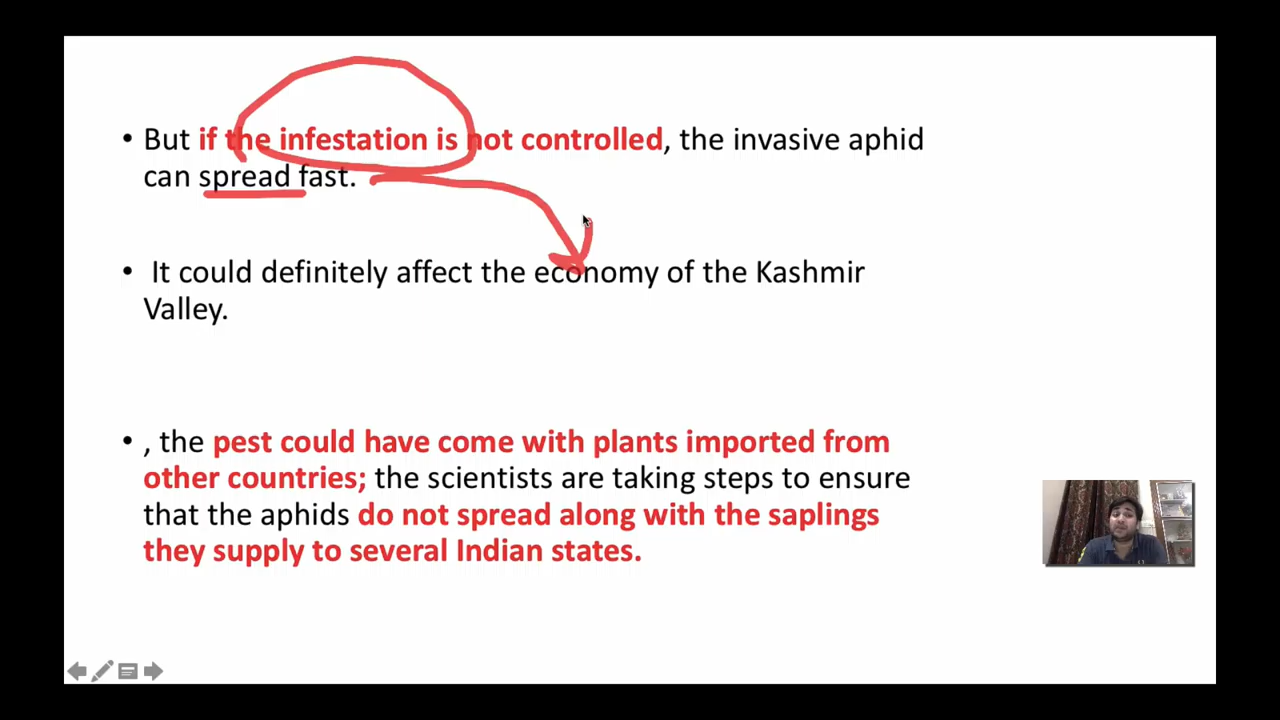 • But if the infestation is not controlled, the invasive aphid
can spread fast.
• It could definitely affect the economy of the Kashmir
Valley.
• , the pest could have come with plants imported from
other countries; the scientists are taking steps to ensure
that the aphids do not spread along with the saplings
they supply to several Indian states.